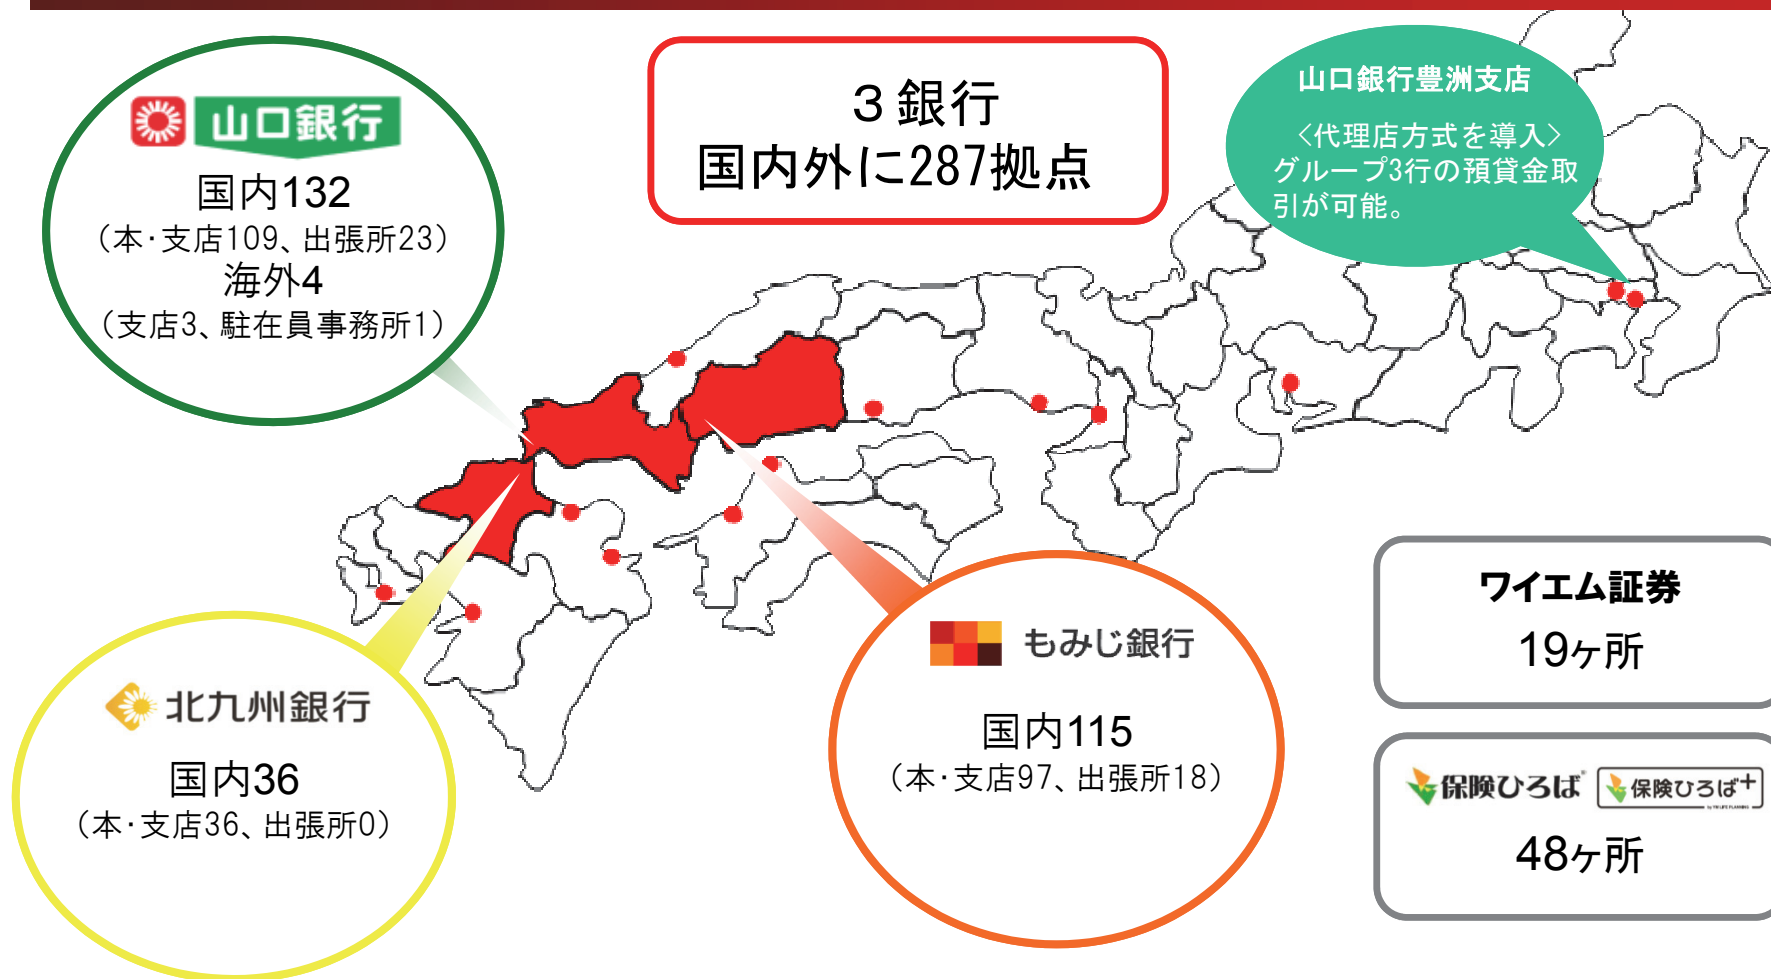 山口銀行
国内132
(本・支店109、出張所23)
海外4
(支店3、駐在員事務所1)
3銀行
国内外に287拠点
山口銀行豊洲支店
<代理店方式を導入>
グループ3行の預貸金取
引が可能。
北九州銀行
国内36
(本・支店36、出張所0)
もみじ銀行
国内115
(本・支店97、出張所18)
ワイエム証券
19ヶ所
保険ひろば 保険ひろば+
48ヶ所